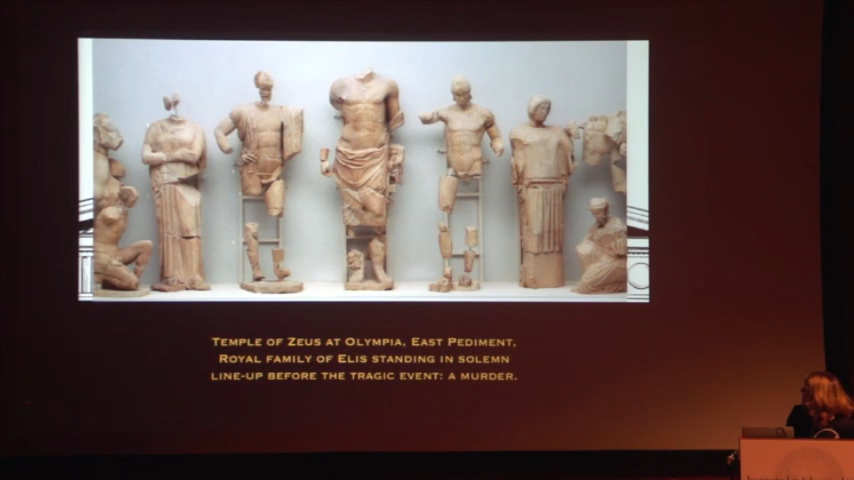 Temple of Zeus at Olympia, East Pediment,
Royal family of Elis standing in solemn
line-up before the tragic event: a murder.